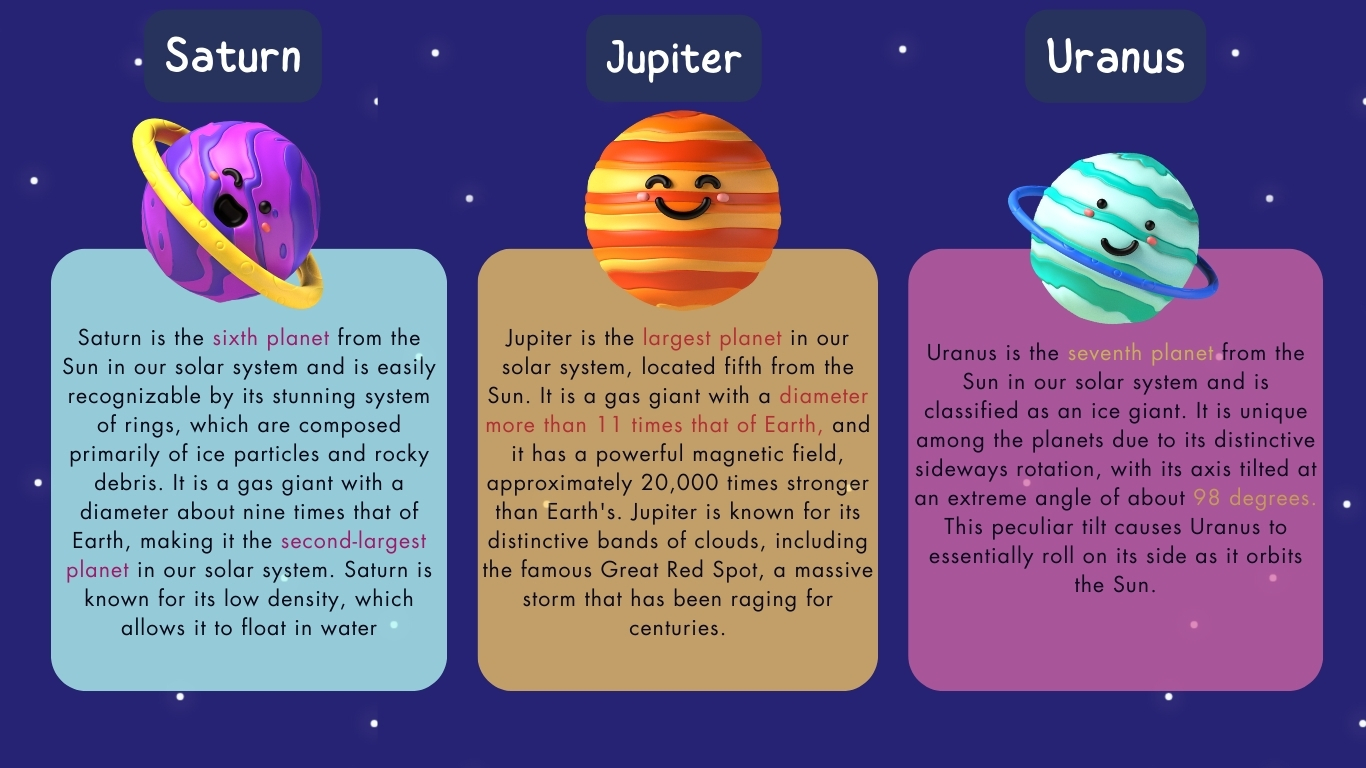 Saturn
Saturn is the sixth planet from the
Sun in our solar system and is easily
recognizable by its stunning system
of rings, which are composed
primarily of ice particles and rocky
debris. It is a gas giant with a
diameter about nine times that of
Earth, making it the second-largest
planet in our solar system. Saturn is
known for its low density, which
allows it to float in water
Jupiter
Jupiter is the largest planet in our
solar system, located fifth from the
Sun. It is a gas giant with a diameter
more than 11 times that of Earth, and
it has a powerful magnetic field,
approximately 20,000 times stronger
than Earth's. Jupiter is known for its
distinctive bands of clouds, including
the famous Great Red Spot, a massive
storm that has been raging for
centuries.
Uranus
Uranus is the seventh planet from the
Sun in our solar system and is
classified as an ice giant. It is unique
among the planets due to its distinctive
sideways rotation, with its axis tilted at
an extreme angle of about 98 degrees.
This peculiar tilt causes Uranus to
essentially roll on its side as it orbits
the Sun.